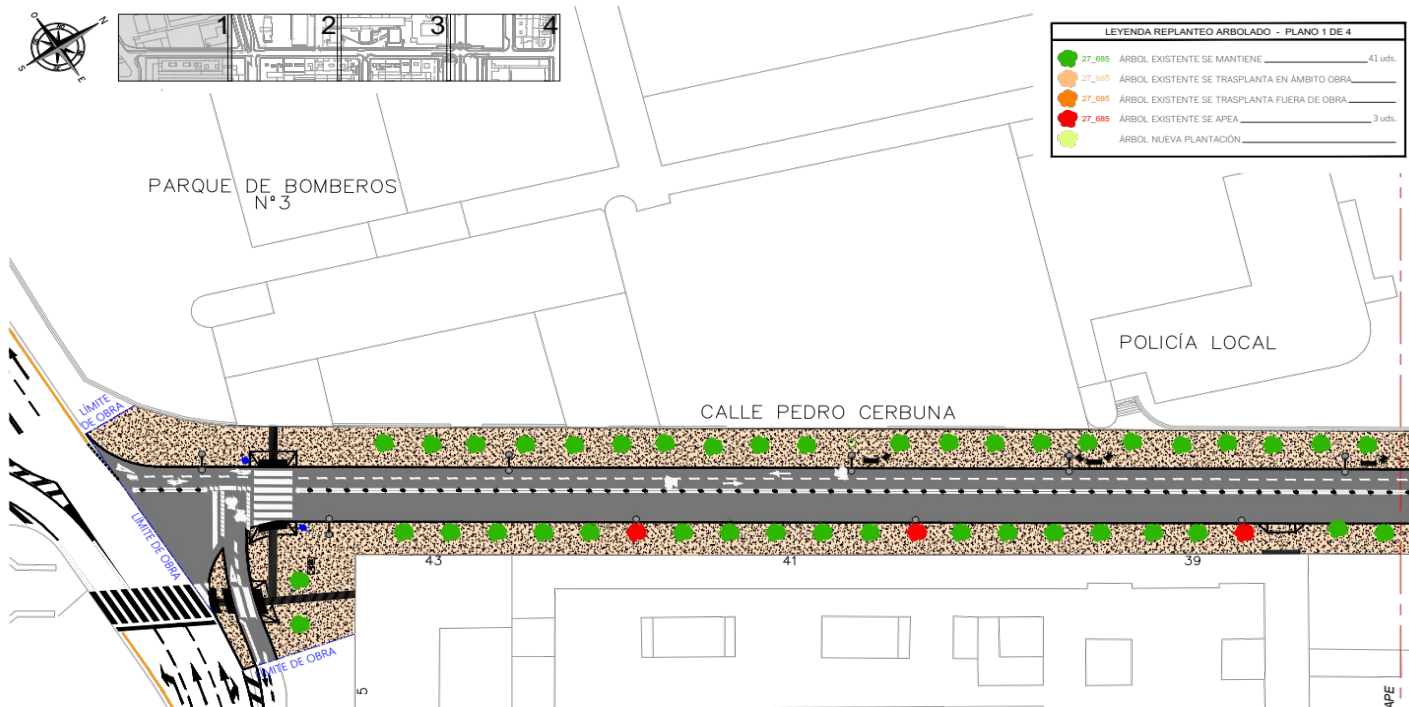 O N
S E
1 2 3 4
LEYENDA REPLANTEO ARBOLADO - PLANO 1 DE 4
27_685 ÁRBOL EXISTENTE SE MANTIENE 41 uds.
27_685 ÁRBOL EXISTENTE SE TRASPLANTA EN ÁMBITO OBRA
27_685 ÁRBOL EXISTENTE SE TRASPLANTA FUERA DE OBRA
27_685 ÁRBOL EXISTENTE SE APEA 3 uds.
ÁRBOL NUEVA PLANTACIÓN
PARQUE DE BOMBEROS
N°3
POLICÍA LOCAL
CALLE PEDRO CERBUNA
LÍMITE
DE OBRA
LÍMITE DE OBRA
43 41 39
LÍMITE DE OBRA
5
APE